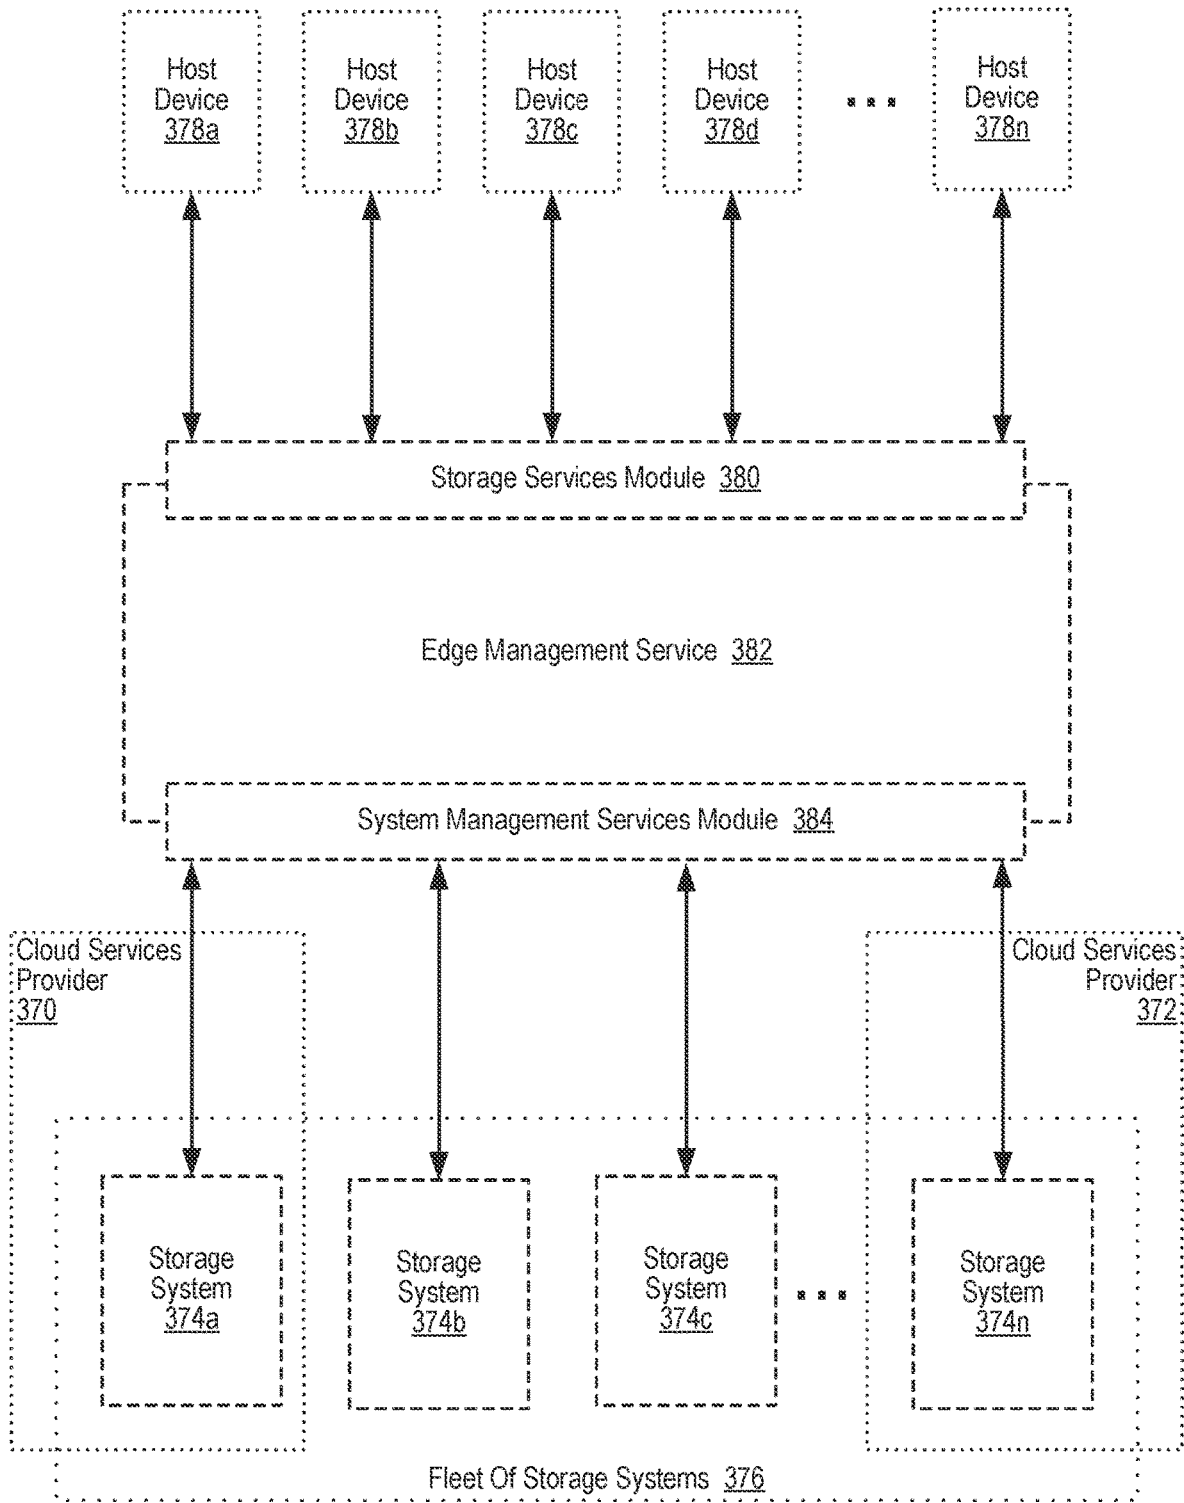 Host
Device
378a
Host
Device
378b
Host
Device
378c
Host
Device
378d
Host
Device
378n
Storage Services Module 380
Edge Management Service 382
System Management Services Module 384
Cloud Services
Provider
370
Cloud Services
Provider
372
Storage
System
374a
Storage
System
374b
Storage
System
374c
Storage
System
374n
Fleet Of Storage Systems 376